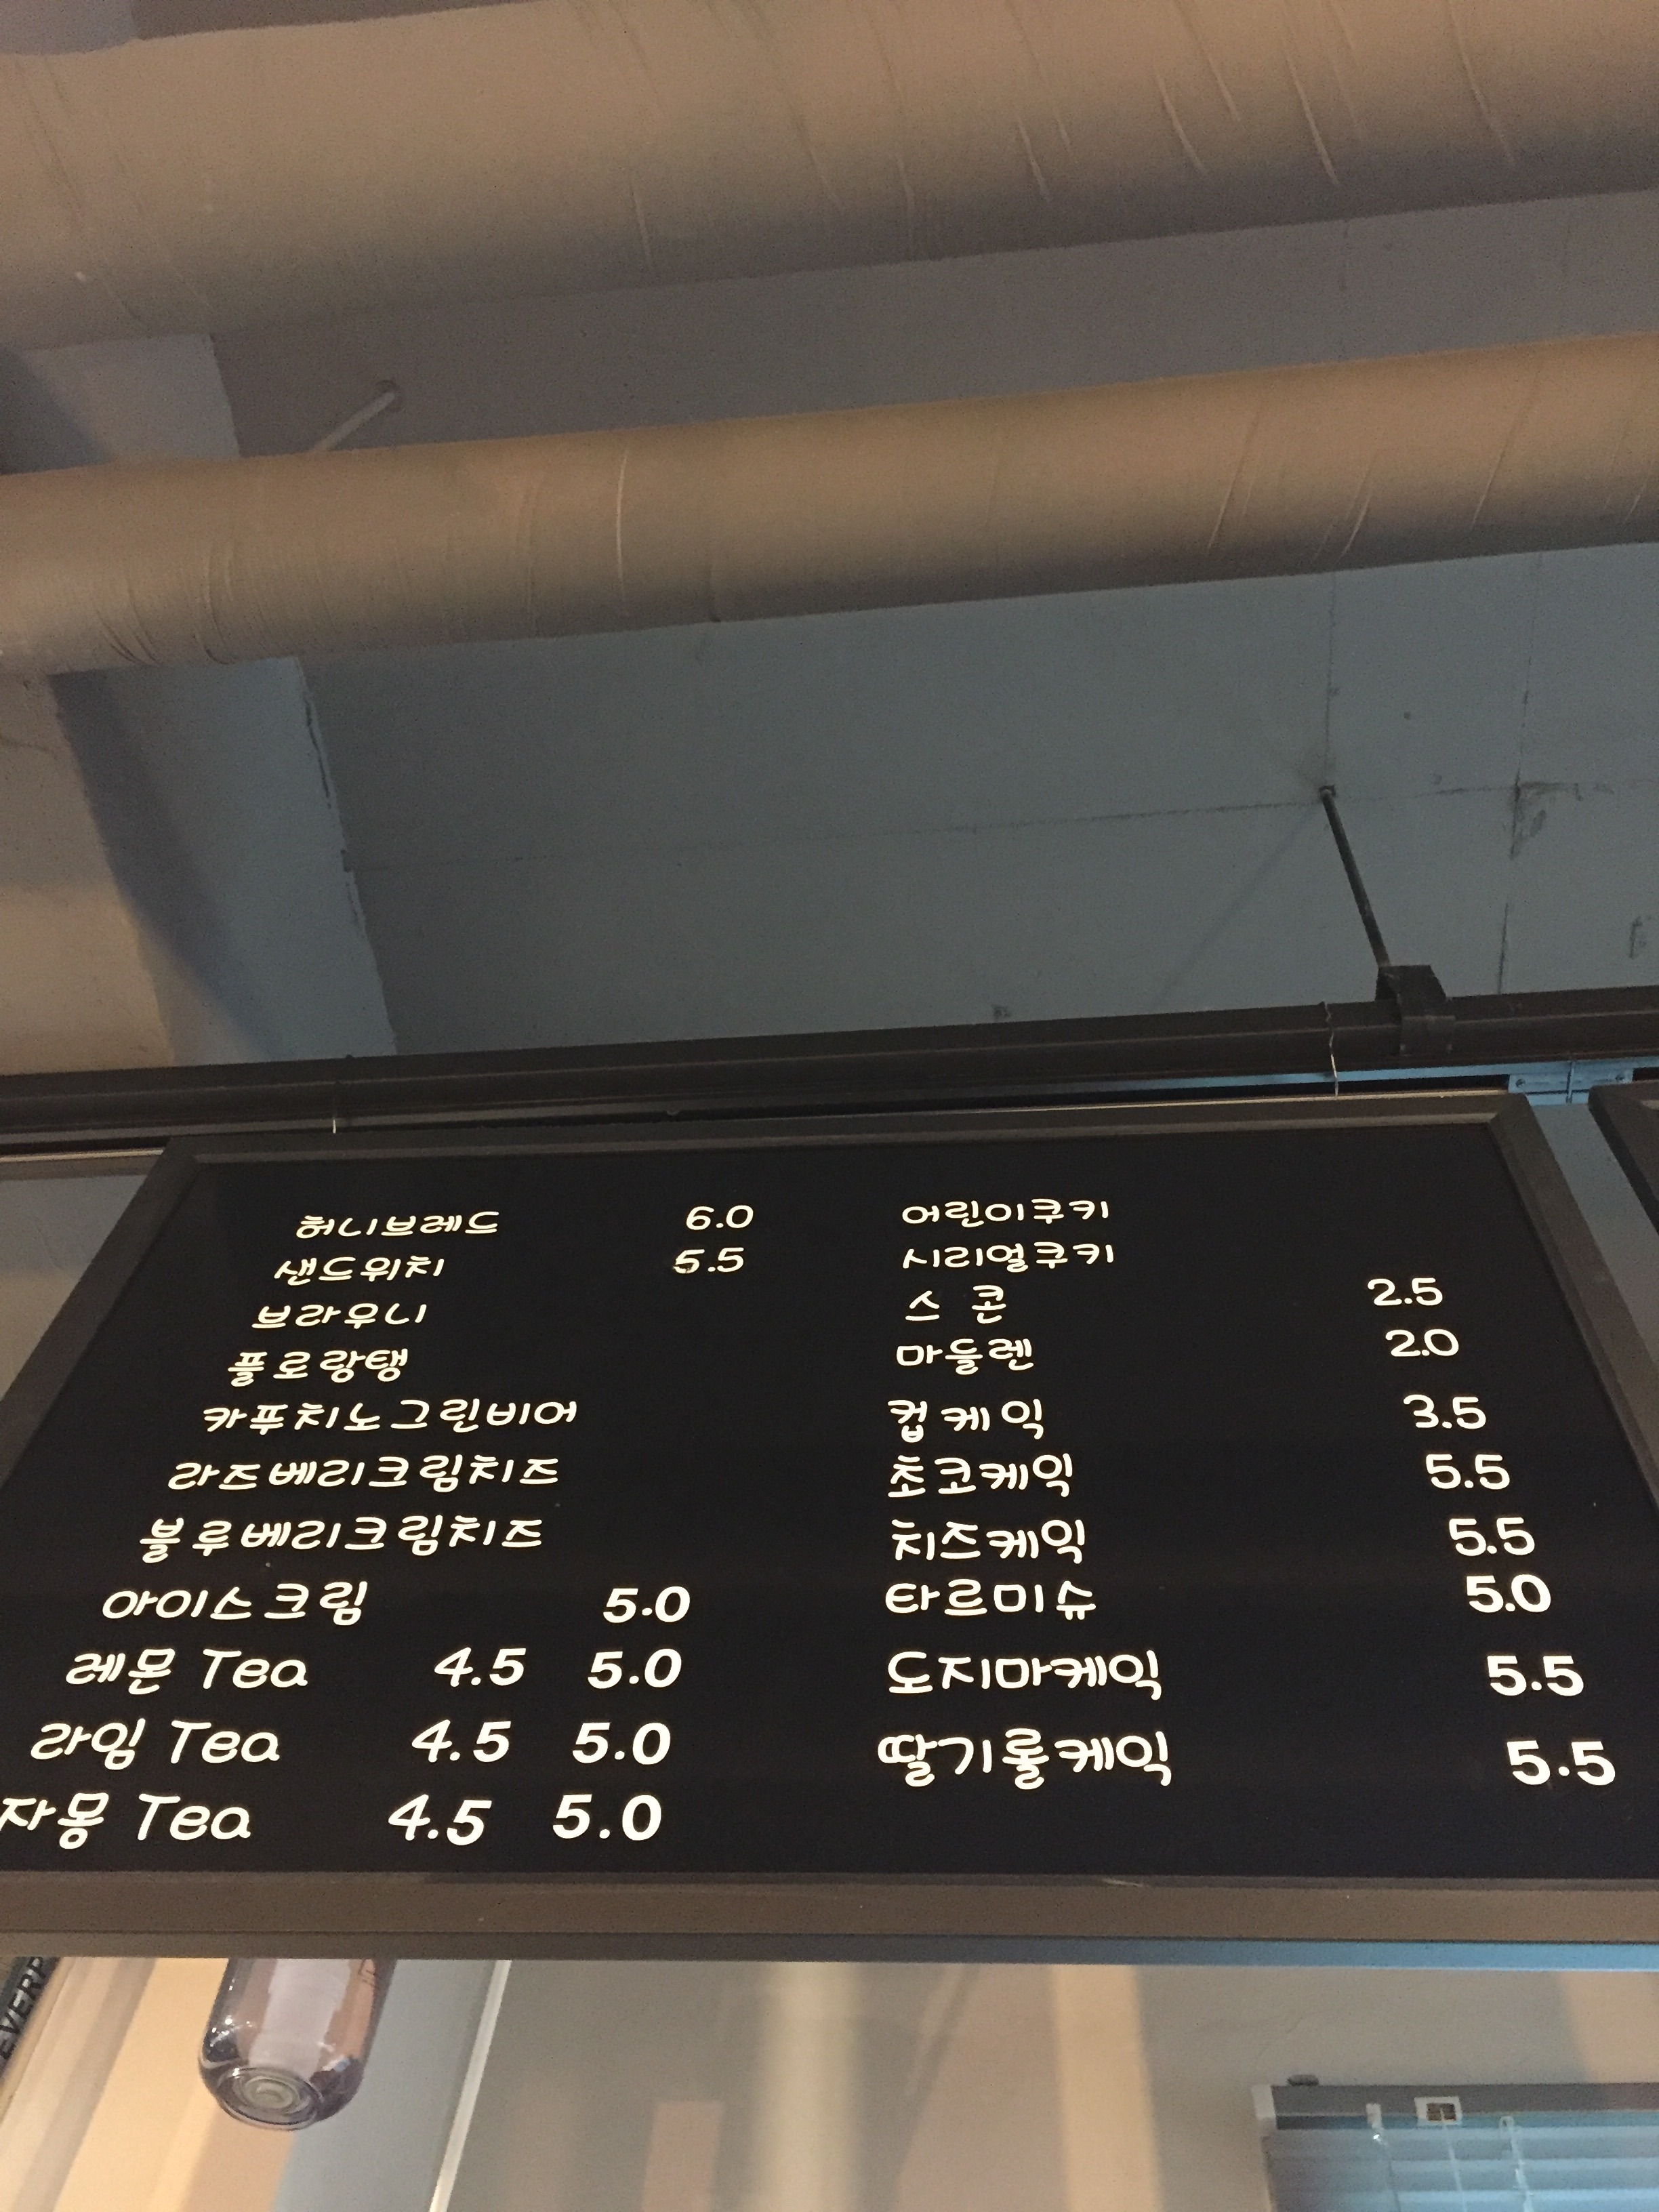 허니브레드 6.0
샌드위치 5.5
브라우니
플로랑탱
카푸치노그린비어
라즈베리크림치즈
블루베리크림치즈
아이스크림 5.0
레몬 Tea 4.5 5.0
라임 Tea 4.5 5.0
자몽 Tea 4.5 5.0
어린이쿠키
시리얼쿠키
스 콘 2.5
마들렌 2.0
컵케익 3.5
초코케익 5.5
치즈케익 5.5
타르미슈 5.0
도지마케익 5.5
딸기롤케익 5.5